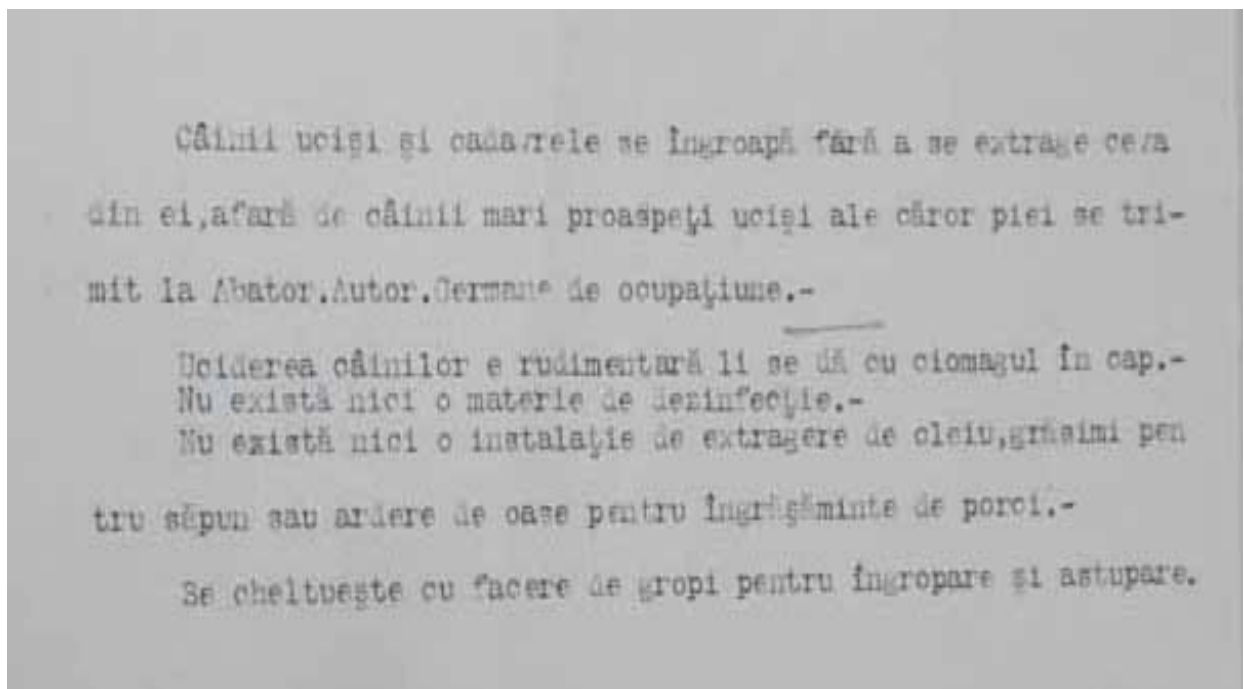 Câinii uciși și cadavrele se îngroapă fără a se extrage ceva
din ei,afară de câinii mari proaspeți uciși ale căror piei se tri-
mit la Abator.Autor.Germane de ocupațiune.-
Uciderea câinilor e rudimentară li se dă cu ciomagul în cap.-
Nu există nici o materie de dezinfecție.-
Nu există nici o instalație de extragere de cleiu,grăsimi pen
tru săpun sau ardere de oase pentru îngrășăminte de porci.-
Se cheltuește cu facere de gropi pentru îngropare și astupare.